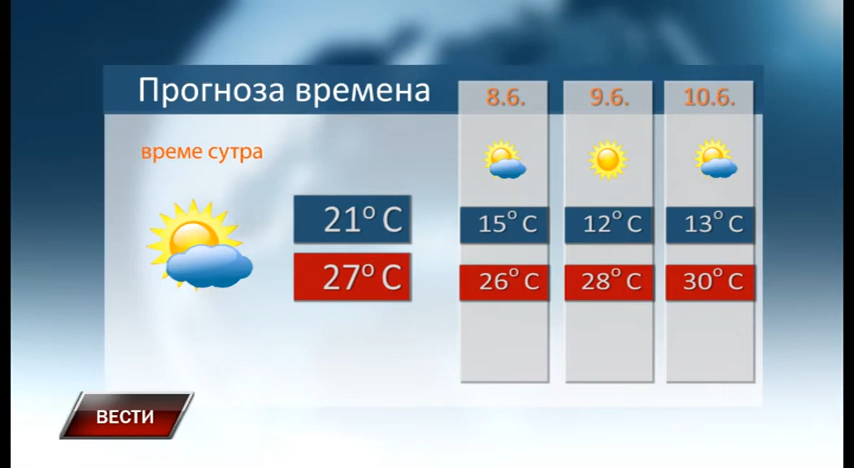 Прогноза времена
време сутра
21° C
27° C
8.6. 9.6. 10.6.
15° C 12° C 13° C
26° C 28° C 30° C
ВЕСТИ